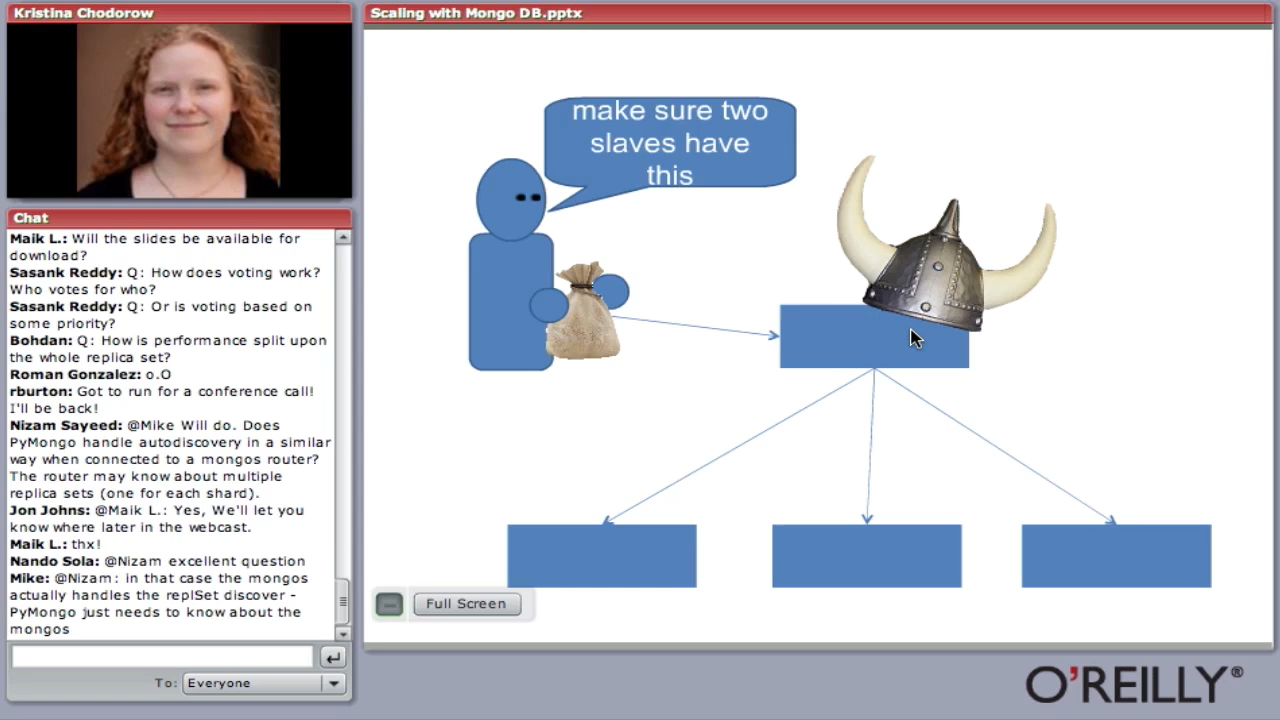 Kristina Chodorow
Scaling with Mongo DB.pptx
make sure two
slaves have
this
Chat
Maik L.: Will the slides be available for
download?
Sasank Reddy: Q: How does voting work?
Who votes for who?
Sasank Reddy: Q: Or is voting based on
some priority?
Bohdan: Q: How is performance split upon
the whole replica set?
Roman Gonzalez: o.O
rburton: Got to run for a conference call!
I'll be back!
Nizam Sayeed: @Mike Will do. Does
PyMongo handle autodiscovery in a similar
way when connected to a mongos router?
The router may know about multiple
replica sets (one for each shard).
Jon Johns: @Maik L.: Yes, We'll let you
know where later in the webcast.
Maik L.: thx!
Nando Sola: @Nizam excellent question
Mike: @Nizam: in that case the mongos
actually handles the replSet discover -
PyMongo just needs to know about the
mongos
To: Everyone
Full Screen
O'REILLY®